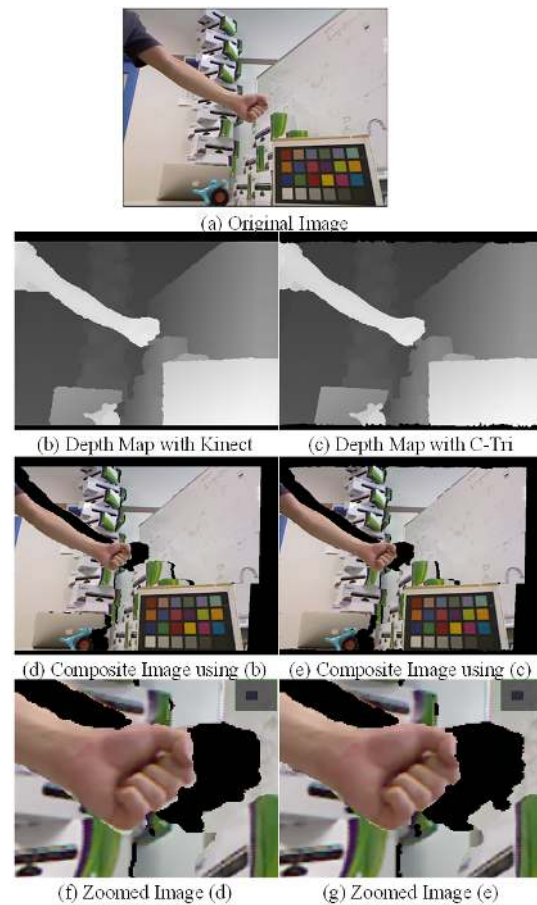 (a) Original Image
(b) Depth Map with Kinect
(c) Depth Map with C-Tri
(d) Composite Image using (b)
(e) Composite Image using (c)
(f) Zoomed Image (d)
(g) Zoomed Image (e)